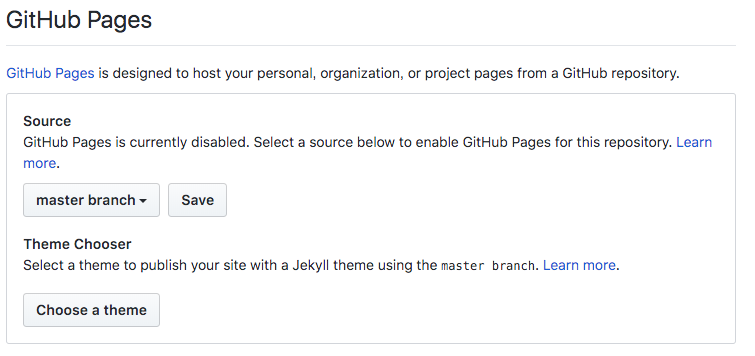 GitHub Pages
GitHub Pages is designed to host your personal, organization, or project pages from a GitHub repository.
Source
GitHub Pages is currently disabled. Select a source below to enable GitHub Pages for this repository. Learn
more.
master branch Save
Theme Chooser
Select a theme to publish your site with a Jekyll theme using the master branch. Learn more.
Choose a theme